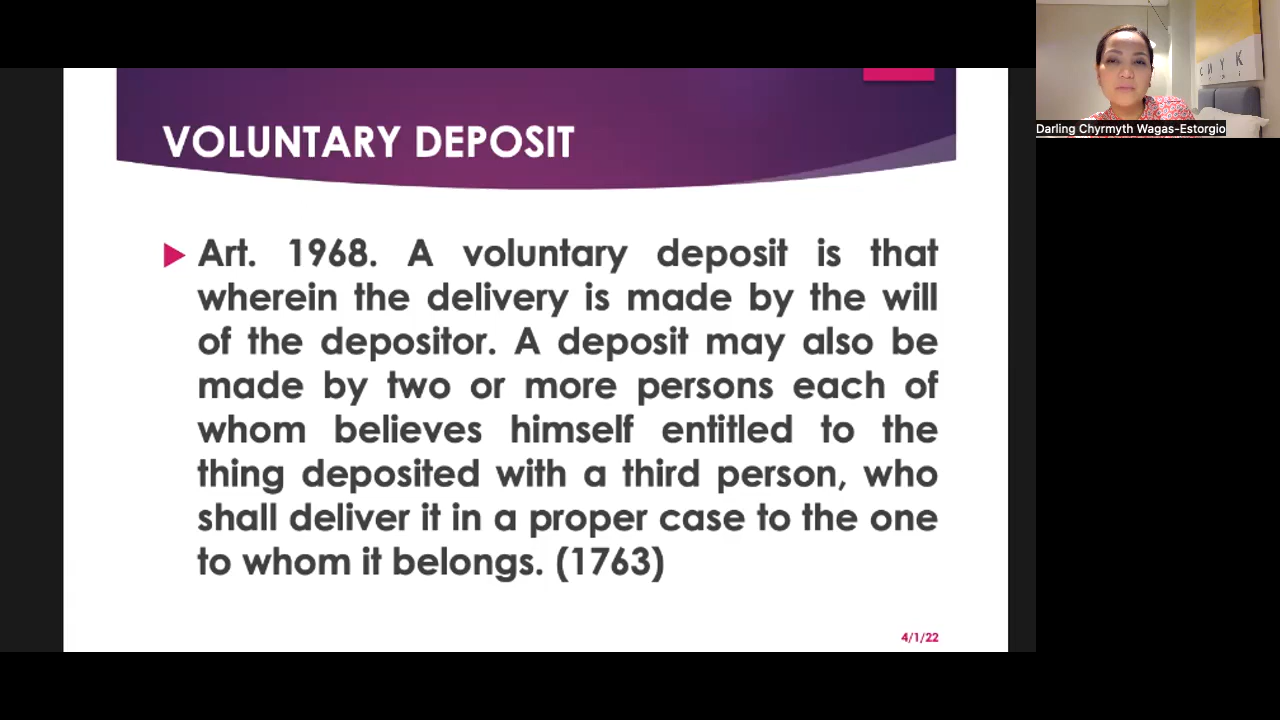 VOLUNTARY DEPOSIT
Art. 1968. A voluntary deposit is that
wherein the delivery is made by the will
of the depositor. A deposit may also be
made by two or more persons each of
whom believes himself entitled to the
thing deposited with a third person, who
shall deliver it in a proper case to the one
to whom it belongs. (1763)
4/1/22
C M Y K
Darling Chyrmyth Wagas-Estorgio